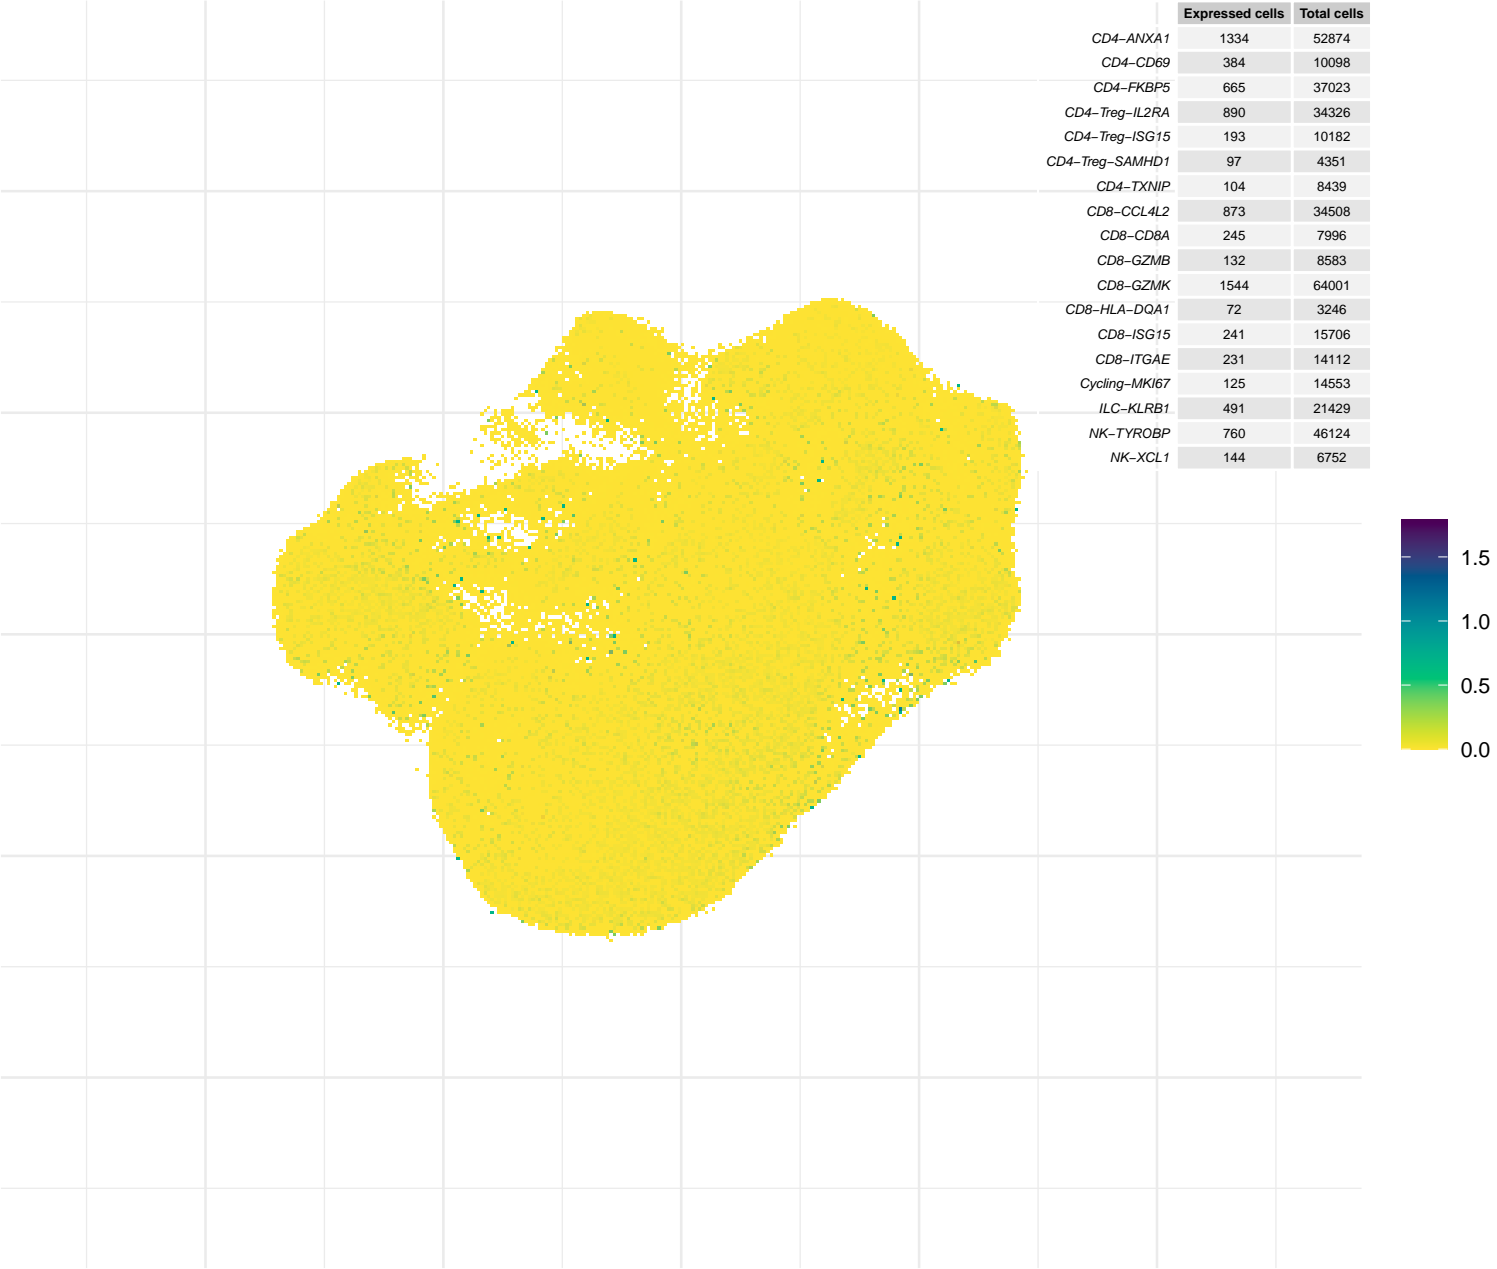 Expressed cells Total cells
CD4−ANXA1 1334 52874
CD4−CD69 384 10098
CD4−FKBP5 665 37023
CD4−Treg−IL2RA 890 34326
CD4−Treg−ISG15 193 10182
CD4−Treg−SAMHD1 97 4351
CD4−TXNIP 104 8439
CD8−CCL4L2 873 34508
CD8−CD8A 245 7996
CD8−GZMB 132 8583
CD8−GZMK 1544 64001
CD8−HLA−DQA1 72 3246
CD8−ISG15 241 15706
CD8−ITGAE 231 14112
Cycling−MKI67 125 14553
ILC−KLRB1 491 21429
NK−TYROBP 760 46124
NK−XCL1 144 6752
1.5
1.0
0.5
0.0